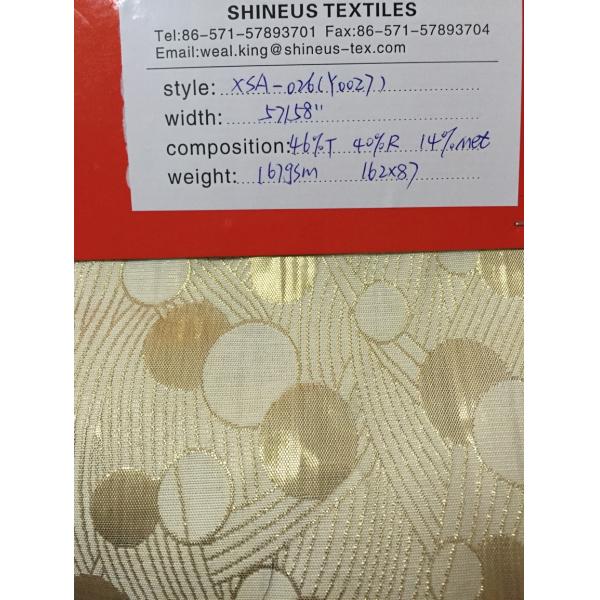 SHINEUS TEXTILES
Tel:86-571-57893701 Fax:86-571-57893704
Email:weal.king@shineus-tex.com
style: XSA-026(Y0027)
width: 57/58"
composition: 46%T 40%R 14%met
weight: 167gsm 162x87